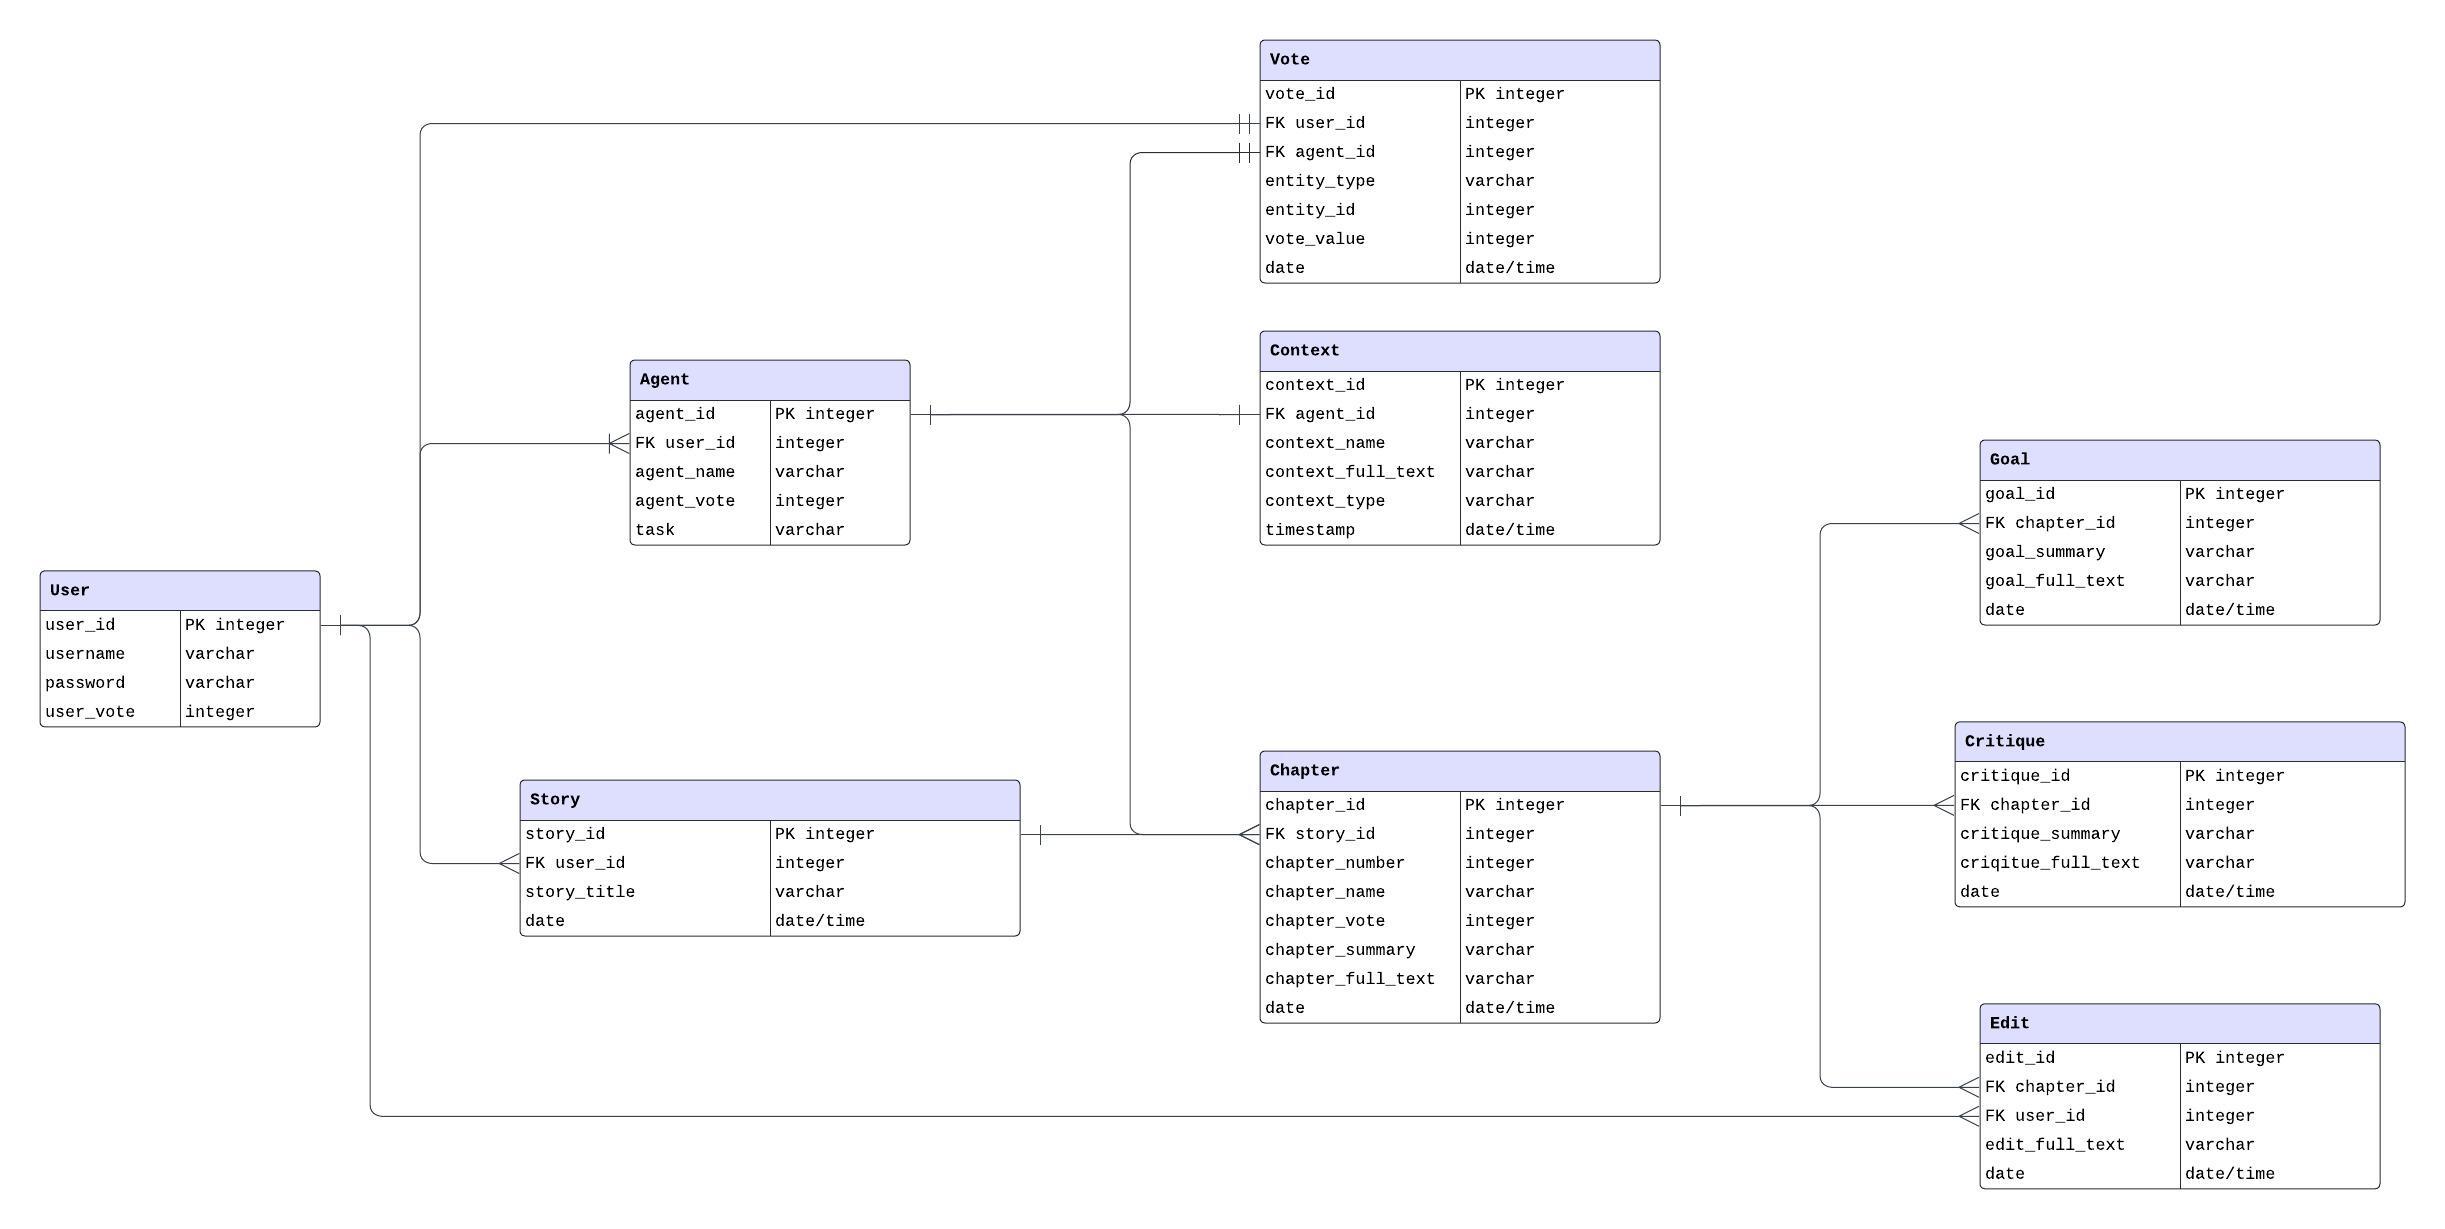 Vote
vote_id PK integer
FK user_id integer
FK agent_id integer
entity_type varchar
entity_id integer
vote_value integer
date date/time
Context
context_id PK integer
FK agent_id integer
context_name varchar
context_full_text varchar
context_type varchar
timestamp date/time
Agent
agent_id PK integer
FK user_id integer
agent_name varchar
agent_vote integer
task varchar
Goal
goal_id PK integer
FK chapter_id integer
goal_summary varchar
goal_full_text varchar
date date/time
User
user_id PK integer
username varchar
password varchar
user_vote integer
Story
story_id PK integer
FK user_id integer
story_title varchar
date date/time
Chapter
chapter_id PK integer
FK story_id integer
chapter_number integer
chapter_name varchar
chapter_vote integer
chapter_summary varchar
chapter_full_text varchar
date date/time
Critique
critique_id PK integer
FK chapter_id integer
critique_summary varchar
criqitue_full_text varchar
date date/time
Edit
edit_id PK integer
FK chapter_id integer
FK user_id integer
edit_full_text varchar
date date/time